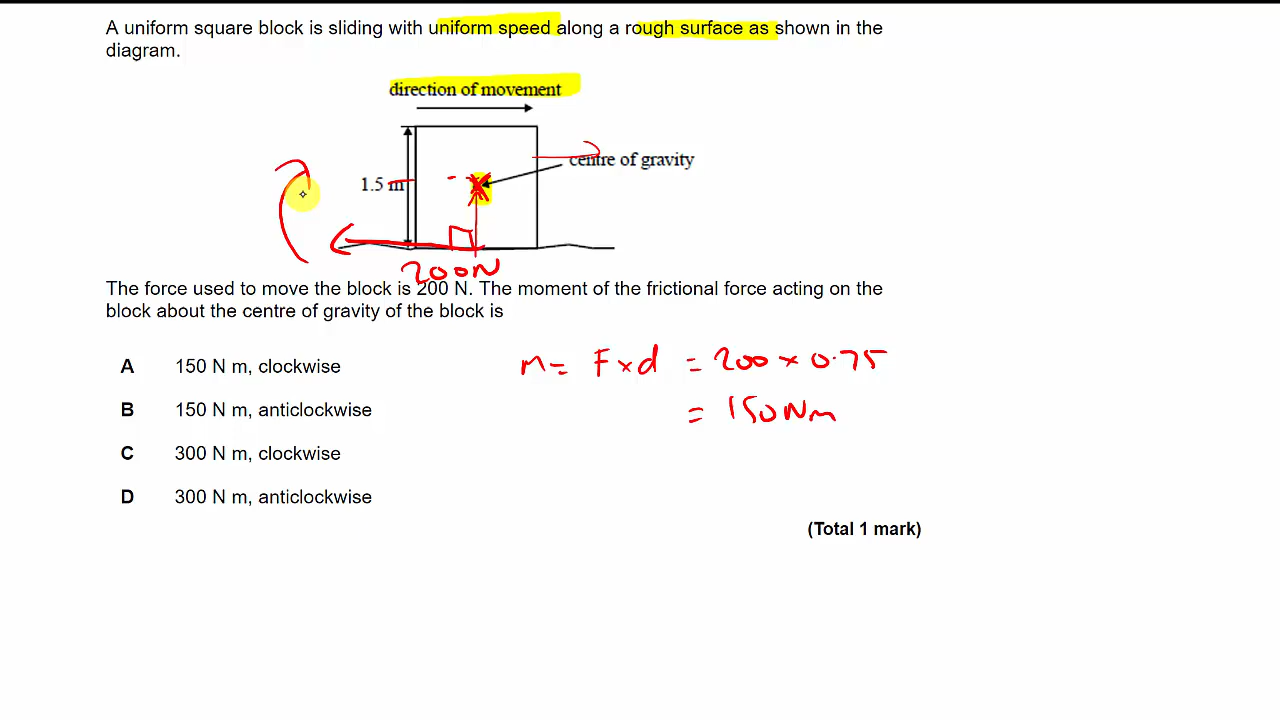 A uniform square block is sliding with uniform speed along a rough surface as shown in the
diagram.
direction of movement
centre of gravity
1.5 m
200N
The force used to move the block is 200 N. The moment of the frictional force acting on the
block about the centre of gravity of the block is
A 150 N m, clockwise
B 150 N m, anticlockwise
C 300 N m, clockwise
D 300 N m, anticlockwise
m = F x d = 200 x 0.75
= 150Nm
(Total 1 mark)